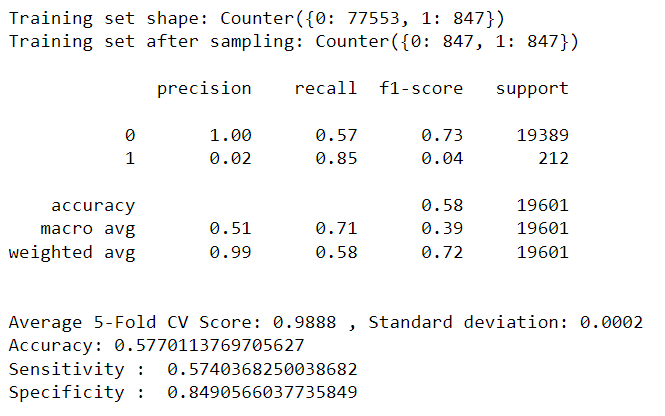 Training set shape: Counter({0: 77553, 1: 847})
Training set after sampling: Counter({0: 847, 1: 847})
precision recall f1-score support
0 1.00 0.57 0.73 19389
1 0.02 0.85 0.04 212
accuracy 0.58 19601
macro avg 0.51 0.71 0.39 19601
weighted avg 0.99 0.58 0.72 19601
Average 5-Fold CV Score: 0.9888 , Standard deviation: 0.0002
Accuracy: 0.5770113769705627
Sensitivity : 0.5740368250038682
Specificity : 0.8490566037735849